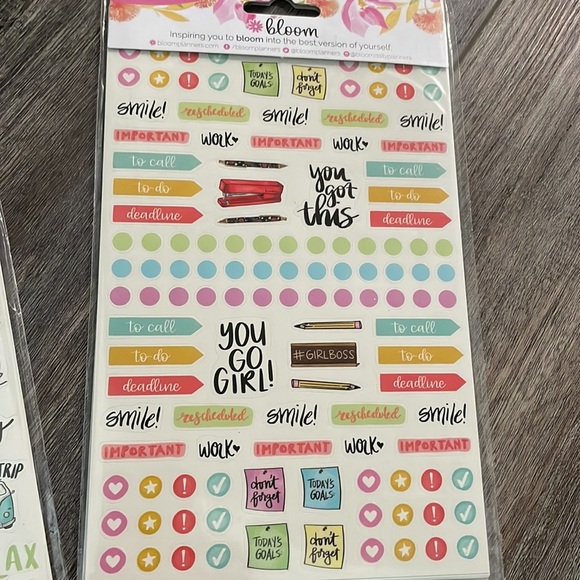 bloom
Inspiring you to bloom into the best version of yourself.
bloomplanners /bloomplanners @bloomplanners
TODAY'S GOALS don't forget
smile! rescheduled smile! rescheduled smile!
IMPORTANT WORK IMPORTANT WORK IMPORTANT
to call to call
to-do to-do
deadline deadline
you got this
to call to call
to-do to-do
deadline deadline
YOU GO GIRL!
#GIRLBOSS
smile! rescheduled smile! rescheduled smile!
IMPORTANT WORK IMPORTANT WORK IMPORTANT
don't forget TODAY'S GOALS
TODAY'S GOALS don't forget
TRIP
AX